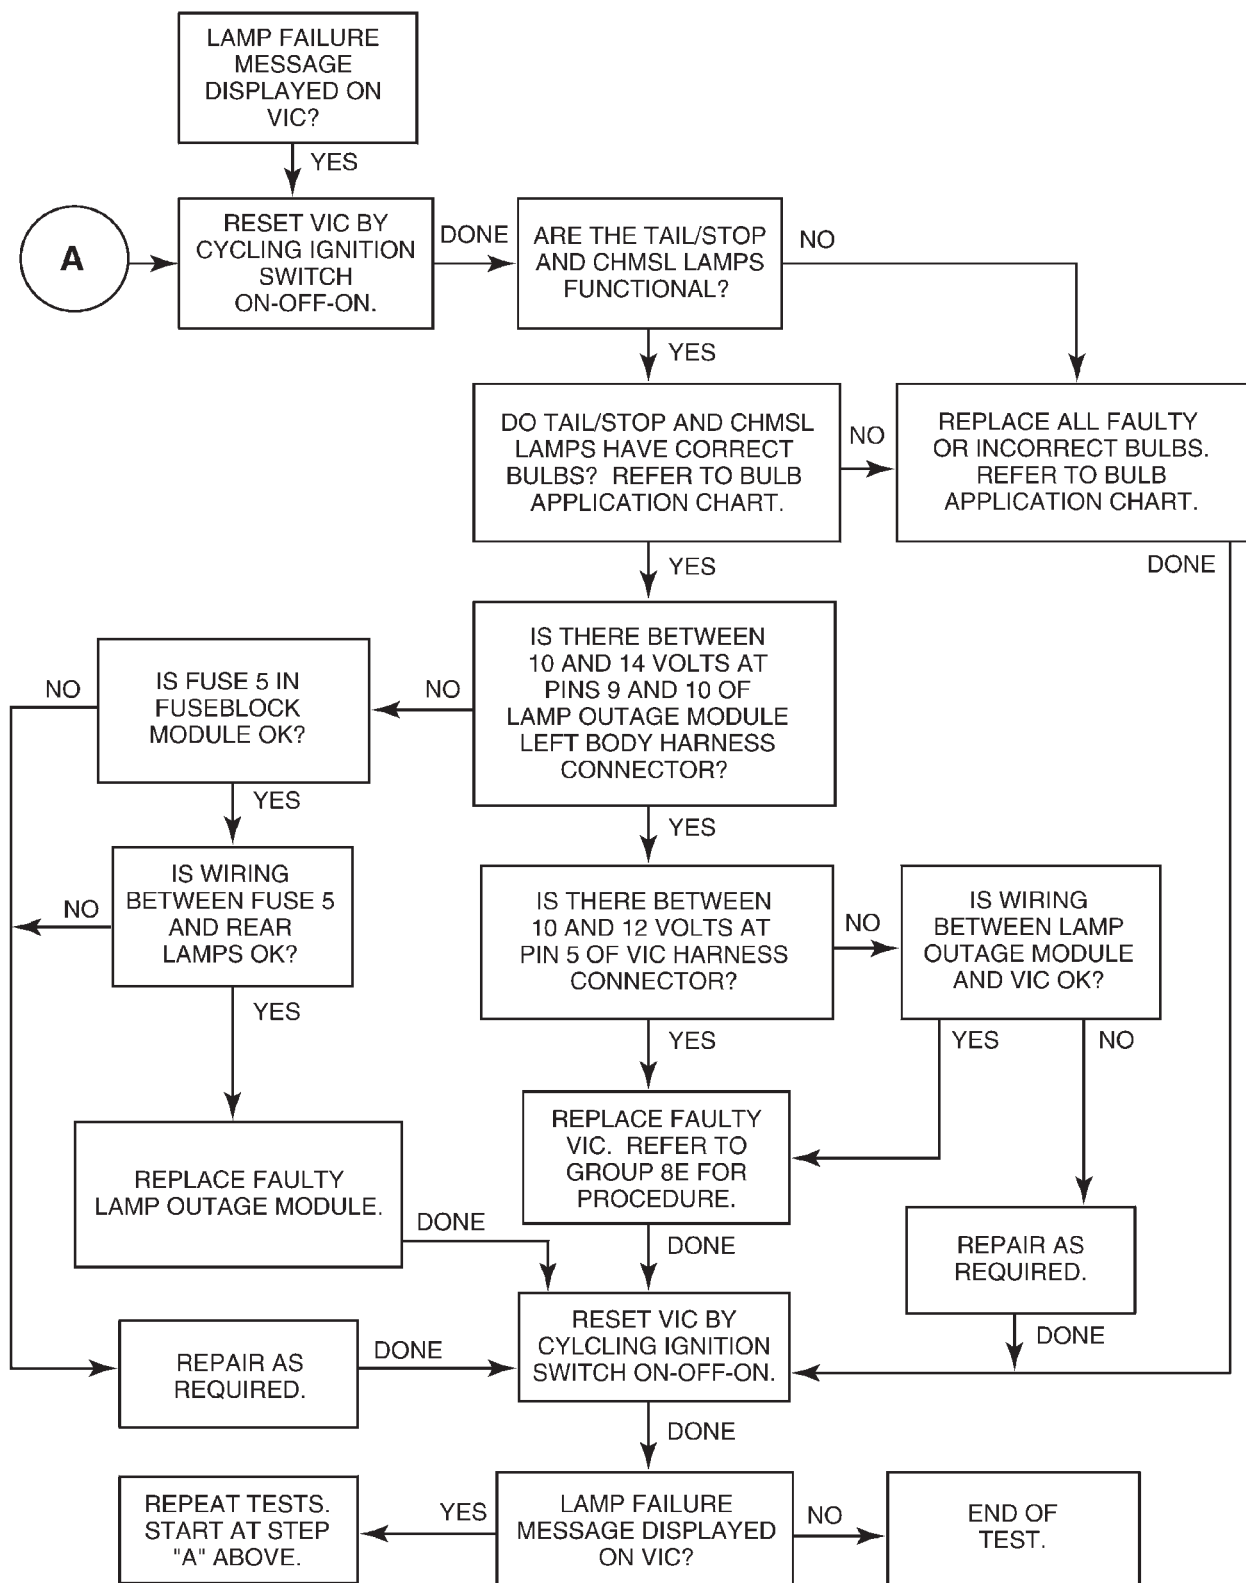 LAMP FAILURE
MESSAGE
DISPLAYED ON
VIC?
YES
A
RESET VIC BY
CYCLING IGNITION
SWITCH
ON-OFF-ON.
DONE
ARE THE TAIL/STOP
AND CHMSL LAMPS
FUNCTIONAL?
NO
YES
DO TAIL/STOP AND CHMSL
LAMPS HAVE CORRECT
BULBS? REFER TO BULB
APPLICATION CHART.
NO
REPLACE ALL FAULTY
OR INCORRECT BULBS.
REFER TO BULB
APPLICATION CHART.
YES
DONE
IS THERE BETWEEN
10 AND 14 VOLTS AT
PINS 9 AND 10 OF
LAMP OUTAGE MODULE
LEFT BODY HARNESS
CONNECTOR?
NO
IS FUSE 5 IN
FUSEBLOCK
MODULE OK?
NO
YES
YES
IS WIRING
BETWEEN FUSE 5
AND REAR
LAMPS OK?
NO
IS THERE BETWEEN
10 AND 12 VOLTS AT
PIN 5 OF VIC HARNESS
CONNECTOR?
NO
IS WIRING
BETWEEN LAMP
OUTAGE MODULE
AND VIC OK?
YES
YES
YES
NO
REPLACE FAULTY
LAMP OUTAGE MODULE.
DONE
REPLACE FAULTY
VIC. REFER TO
GROUP 8E FOR
PROCEDURE.
DONE
REPAIR AS
REQUIRED.
DONE
REPAIR AS
REQUIRED.
DONE
RESET VIC BY
CYLCLING IGNITION
SWITCH ON-OFF-ON.
DONE
REPEAT TESTS.
START AT STEP
"A" ABOVE.
YES
LAMP FAILURE
MESSAGE DISPLAYED
ON VIC?
NO
END OF
TEST.